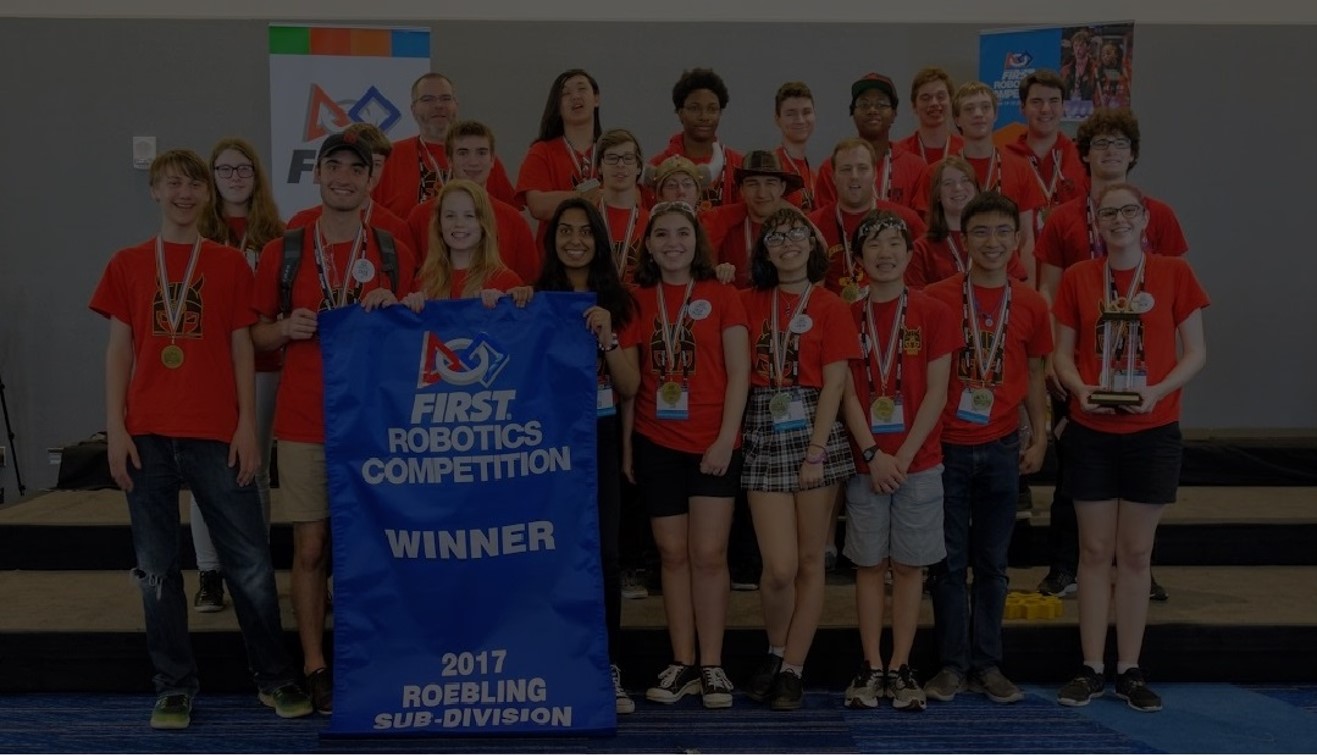 FIRST
ROBOTICS
COMPETITION
WINNER
2017
ROEBLING
SUB-DIVISION
FIRST